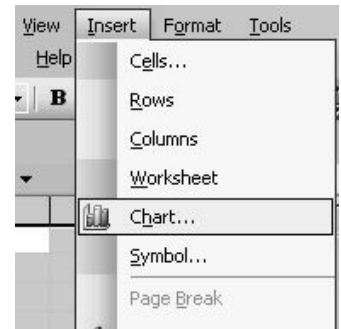 View Insert Format Tools
Help
B
Cells...
Rows
Columns
Worksheet
Chart...
Symbol...
Page Break